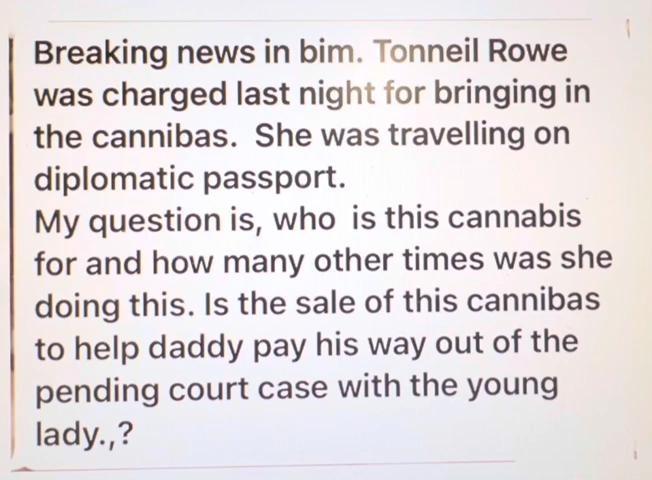 Breaking news in bim. Tonneil Rowe
was charged last night for bringing in
the cannibas.  She was travelling on
diplomatic passport.
My question is, who  is this cannabis
for and how many other times was she
doing this. Is the sale of this cannibas
to help daddy pay his way out of the
pending court case with the young
lady.,?